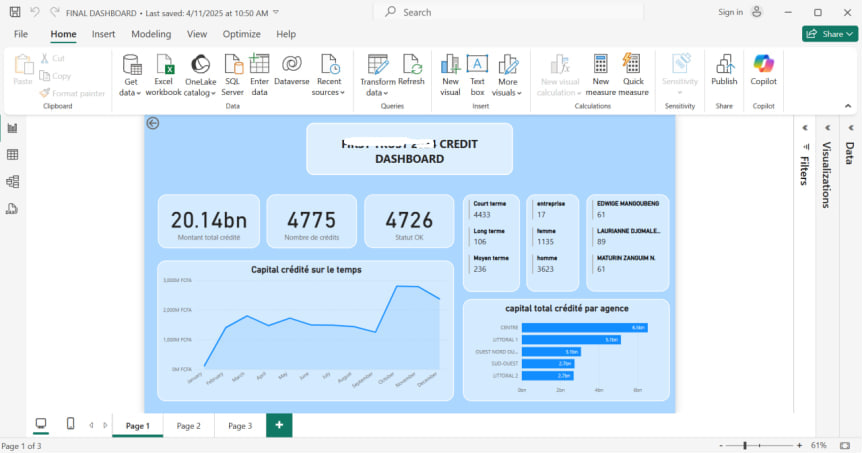 FINAL DASHBOARD • Last saved: 4/11/2025 at 10:50 AM
Search
Sign in
File Home Insert Modeling View Optimize Help
Share
Paste
Cut
Copy
Format painter
Clipboard
Get data
Excel workbook
OneLake catalog
SQL Server
Enter data
Dataverse
Recent sources
Data
Transform data
Refresh
Queries
New visual
Text box
More visuals
Insert
New visual calculation
New measure
Quick measure
Calculations
Sensitivity
Sensitivity
Publish
Share
Copilot
Copilot
CREDIT
DASHBOARD
20.14bn
Montant total crédité
4775
Nombre de crédits
4726
Statut OK
Court terme
4433
Long terme
106
Moyen terme
236
entreprise
17
femme
1135
homme
3623
EDWIGE MANGOUBENG
61
LAURIANNE DJOMALE...
89
MATURIN ZANGUIM N.
61
Capital crédité sur le temps
3,000M FCFA
2,000M FCFA
1,000M FCFA
0M FCFA
January February March April May June July August September October November December
capital total crédité par agence
CENTRE
LITTORAL 1 5.1bn
OUEST NORD OU...
SUD-OUEST 2.7bn
LITTORAL 2 2.7bn
0bn 2bn 4bn 6bn
Filters
Visualizations
Data
Page 1 Page 2 Page 3
Page 1 of 3
61%